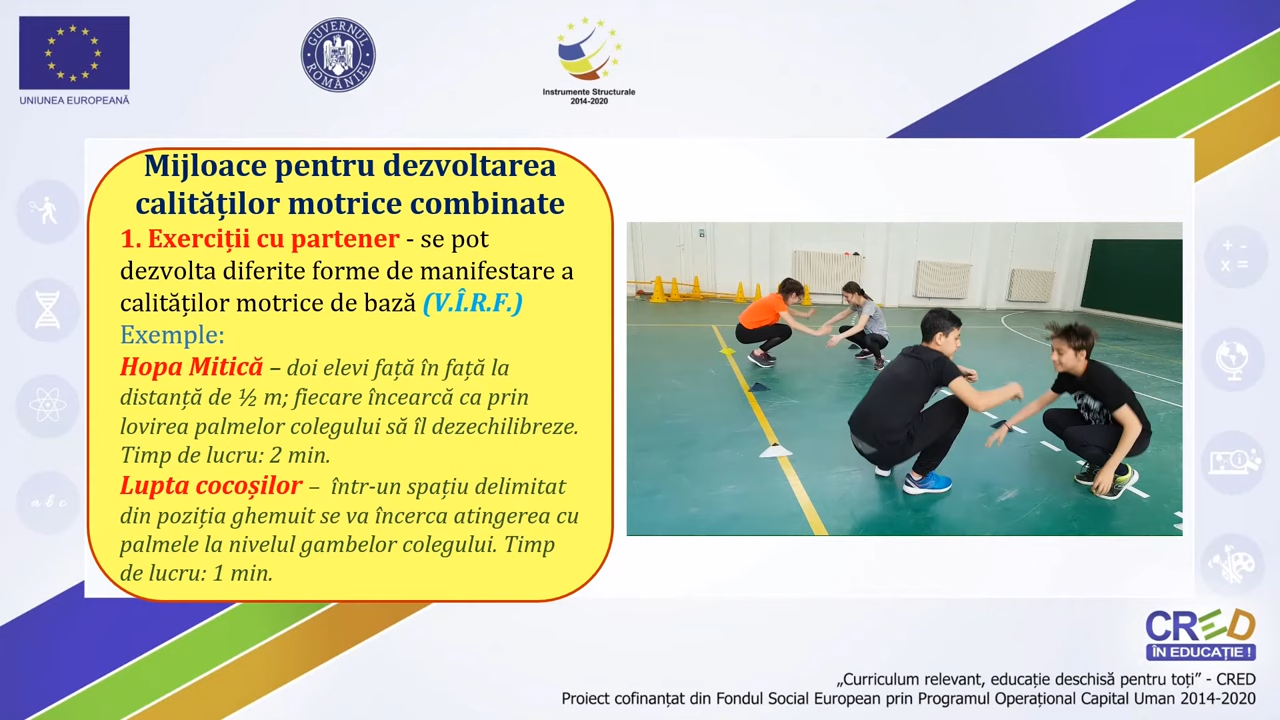 UNIUNEA EUROPEANĂ
GUVERNUL ROMÂNIEI
Instrumente Structurale
2014-2020
Mijloace pentru dezvoltarea
calităților motrice combinate
1. Exerciții cu partener - se pot
dezvolta diferite forme de manifestare a
calităților motrice de bază (V.Î.R.F.)
Exemple:
Hopa Mitică – doi elevi față în față la
distanță de ½ m; fiecare încearcă ca prin
lovirea palmelor colegului să îl dezechilibreze.
Timp de lucru: 2 min.
Lupta cocoșilor – într-un spațiu delimitat
din poziția ghemuit se va încerca atingerea cu
palmele la nivelul gambelor colegului. Timp
de lucru: 1 min.
+ -
x =
a b c
CRED
ÎN EDUCAȚIE !
„Curriculum relevant, educație deschisă pentru toți” - CRED
Proiect cofinanțat din Fondul Social European prin Programul Operațional Capital Uman 2014-2020